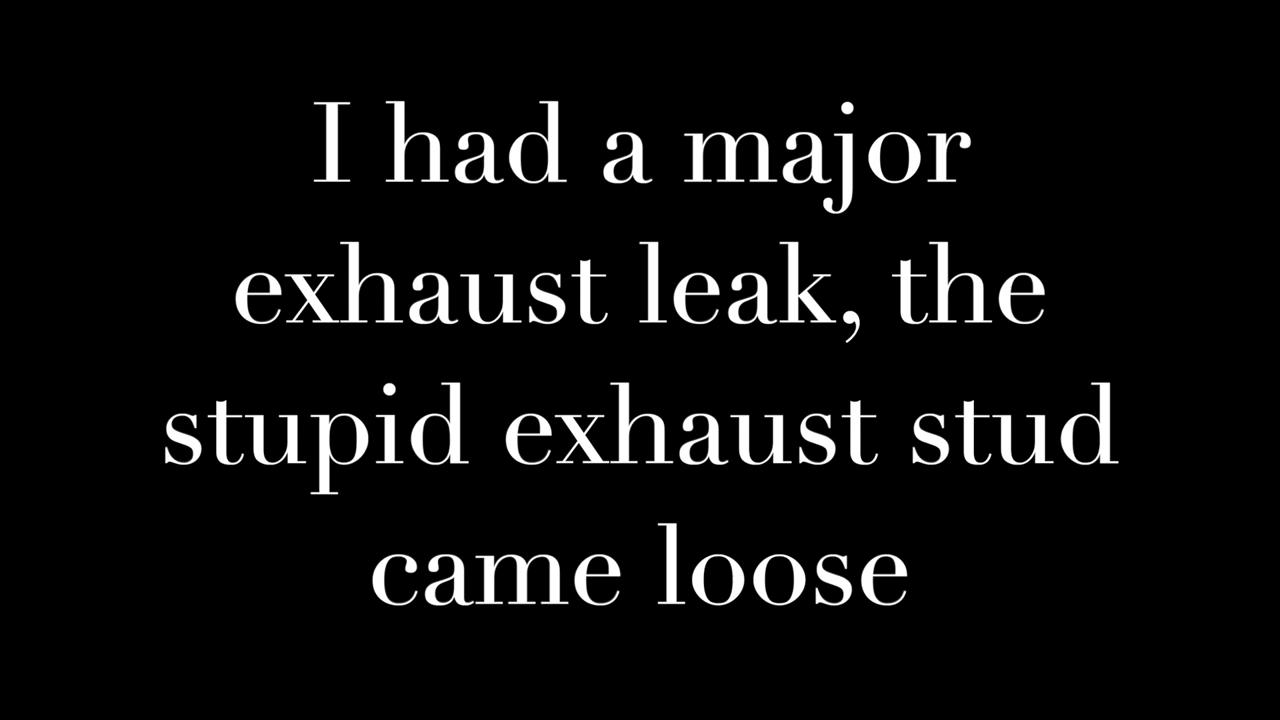 I had a major
exhaust leak, the
stupid exhaust stud
came loose